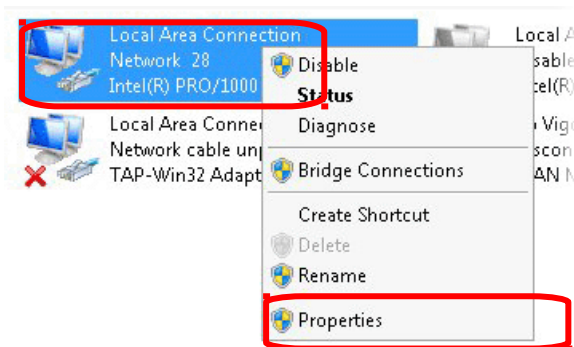 Local Area Connection
Network 28
Intel(R) PRO/1000
Local Area Connec
Network cable unp
TAP-Win32 Adapt
Disable
Status
Diagnose
Bridge Connections
Create Shortcut
Delete
Rename
Properties
Local A
sable
tel(R)
Vig
scon
AN